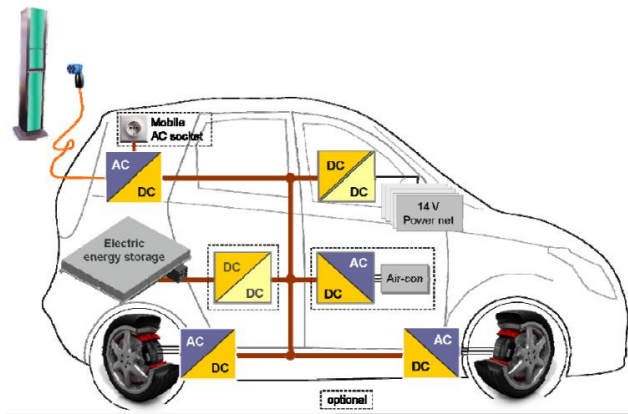 Mobile
AC socket
AC
DC
DC
DC
14 V
Power net
Electric
energy storage
DC
DC
AC
DC
Air-con
AC
DC
AC
DC
optional